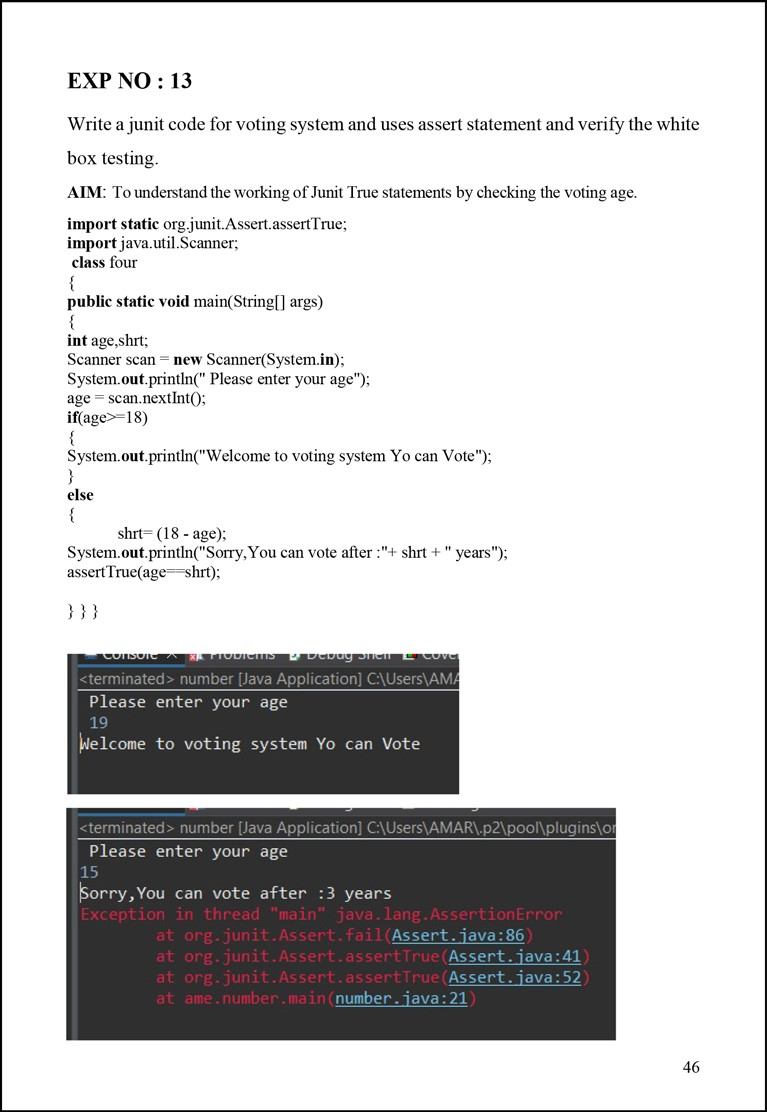 EXP NO : 13
Write a junit code for voting system and uses assert statement and verify the white
box testing.
AIM: To understand the working of Junit True statements by checking the voting age.
import static org.junit.Assert.assertTrue;
import java.util.Scanner;
class four
{
public static void main(String[] args)
{
int age,shrt;
Scanner scan = new Scanner(System.in);
System.out.println(" Please enter your age");
age = scan.nextInt();
if(age>=18)
{
System.out.println("Welcome to voting system Yo can Vote");
}
else
{
shrt= (18 - age);
System.out.println("Sorry,You can vote after :"+ shrt + " years");
assertTrue(age==shrt);
} } }
Console × Problems Debug Shell Cove
<terminated> number [Java Application] C:\Users\AMA
Please enter your age
19
Welcome to voting system Yo can Vote
<terminated> number [Java Application] C:\Users\AMAR\.p2\pool\plugins\or
Please enter your age
15
Sorry,You can vote after :3 years
Exception in thread "main" java.lang.AssertionError
at org.junit.Assert.fail(Assert.java:86)
at org.junit.Assert.assertTrue(Assert.java:41)
at org.junit.Assert.assertTrue(Assert.java:52)
at ame.number.main(number.java:21)
46